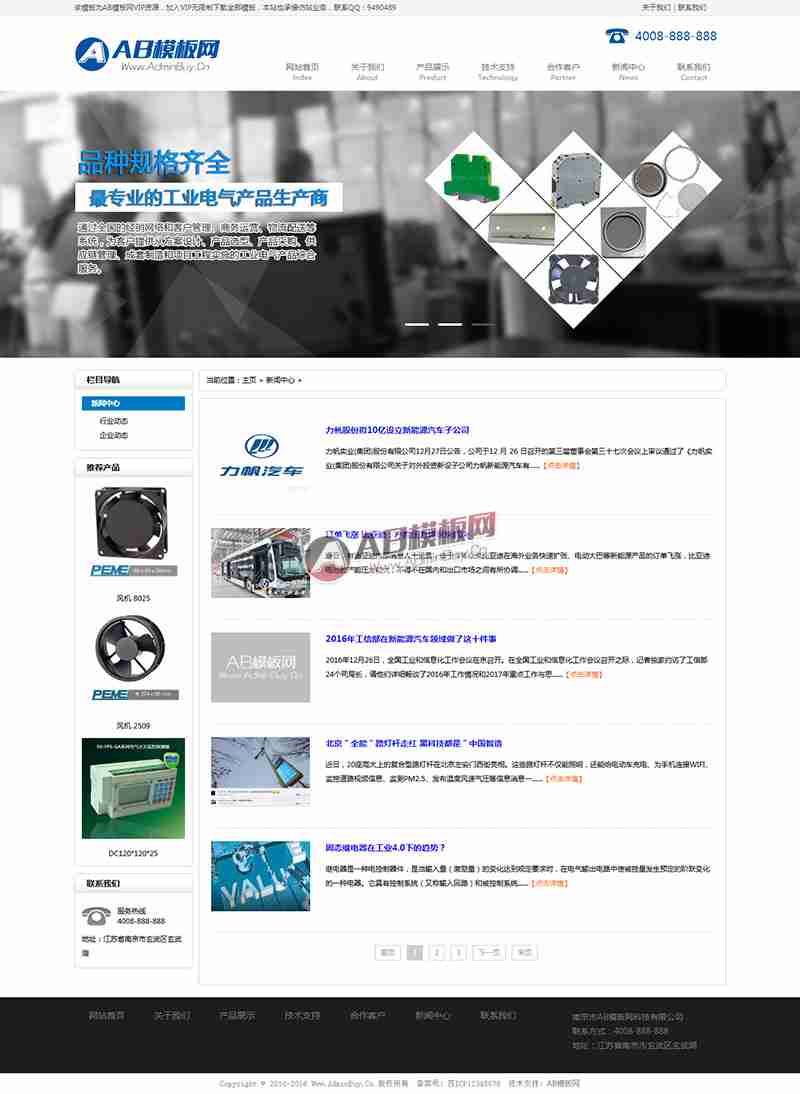 该模板为AB模板网VIP资源，加入VIP无限制下载全部模板，本站也承接仿站业务，联系QQ：9490489
关于我们 | 联系我们
AB模板网
Www.AdminBuy.Cn
4008-888-888
网站首页 关于我们 产品展示 技术支持 合作客户 新闻中心 联系我们
Index About Product Technology Partner News Contact
品种规格齐全
最专业的工业电气产品生产商
通过全国的经销网络和客户管理、商务运营、物流配送等
系统，为客户提供从方案设计、产品选型、产品采购、供
应链管理、成套制造和项目工程实施的工业电气产品综合
服务。
栏目导航
新闻中心
行业动态
企业动态
推荐产品
PEME
风机 8025
PEME
风机 2509
DC120*120*25
联系我们
服务热线
4008-888-888
地址：江苏省南京市玄武区玄武
湖
当前位置：主页 > 新闻中心 >
力帆汽车
力帆股份拟10亿设立新能源汽车子公司
力帆实业(集团)股份有限公司12月27日公告，公司于12 月 26 日召开的第三届董事会第三十七次会议上审议通过了《力帆实
业(集团)股份有限公司关于对外投资新设子公司力帆新能源汽车有......【点击详情】
订单飞涨
AB模板网
在海外业务快速扩张、电动大巴等新能源产品的订单飞涨，比亚迪
不得不在国内和出口市场之间有所协调......【点击详情】
AB模板网
Www.AdminBuy.Cn
2016年工信部在新能源汽车领域做了这十件事
2016年12月26日，全国工业和信息化工作会议在京召开。在全国工业和信息化工作会议召开之际，记者独家约访了工信部
24个司局长，请他们详细畅谈了2016年工作情况和2017年重点工作与思......【点击详情】
北京＂全能＂路灯杆走红 黑科技都是＂中国智造
近日，20座高大上的复合型路灯杆在北京左安门西街亮相。这些路灯杆不仅能照明，还能给电动车充电、为手机连接WIFI、
监控道路视频信息、监测PM2.5、发布温度风速气压等信息消息一......【点击详情】
YALU
固态继电器在工业4.0下的趋势？
继电器是一种电控制器件，是当输入量（激励量）的变化达到规定要求时，在电气输出电路中使被控量发生预定的阶跃变化
的一种电器。它具有控制系统（又称输入回路）和被控制系统......【点击详情】
首页 1 2 3 下一页 末页
网站首页 关于我们 产品展示 技术支持 合作客户 新闻中心 联系我们
南京市AB模板网科技有限公司
联系方式：4008-888-888
地址：江苏省南京市玄武区玄武湖
Copyright © 2010-2016 Www.AdminBuy.Cn 版权所有 备案号：苏ICP12345678 技术支持：AB模板网